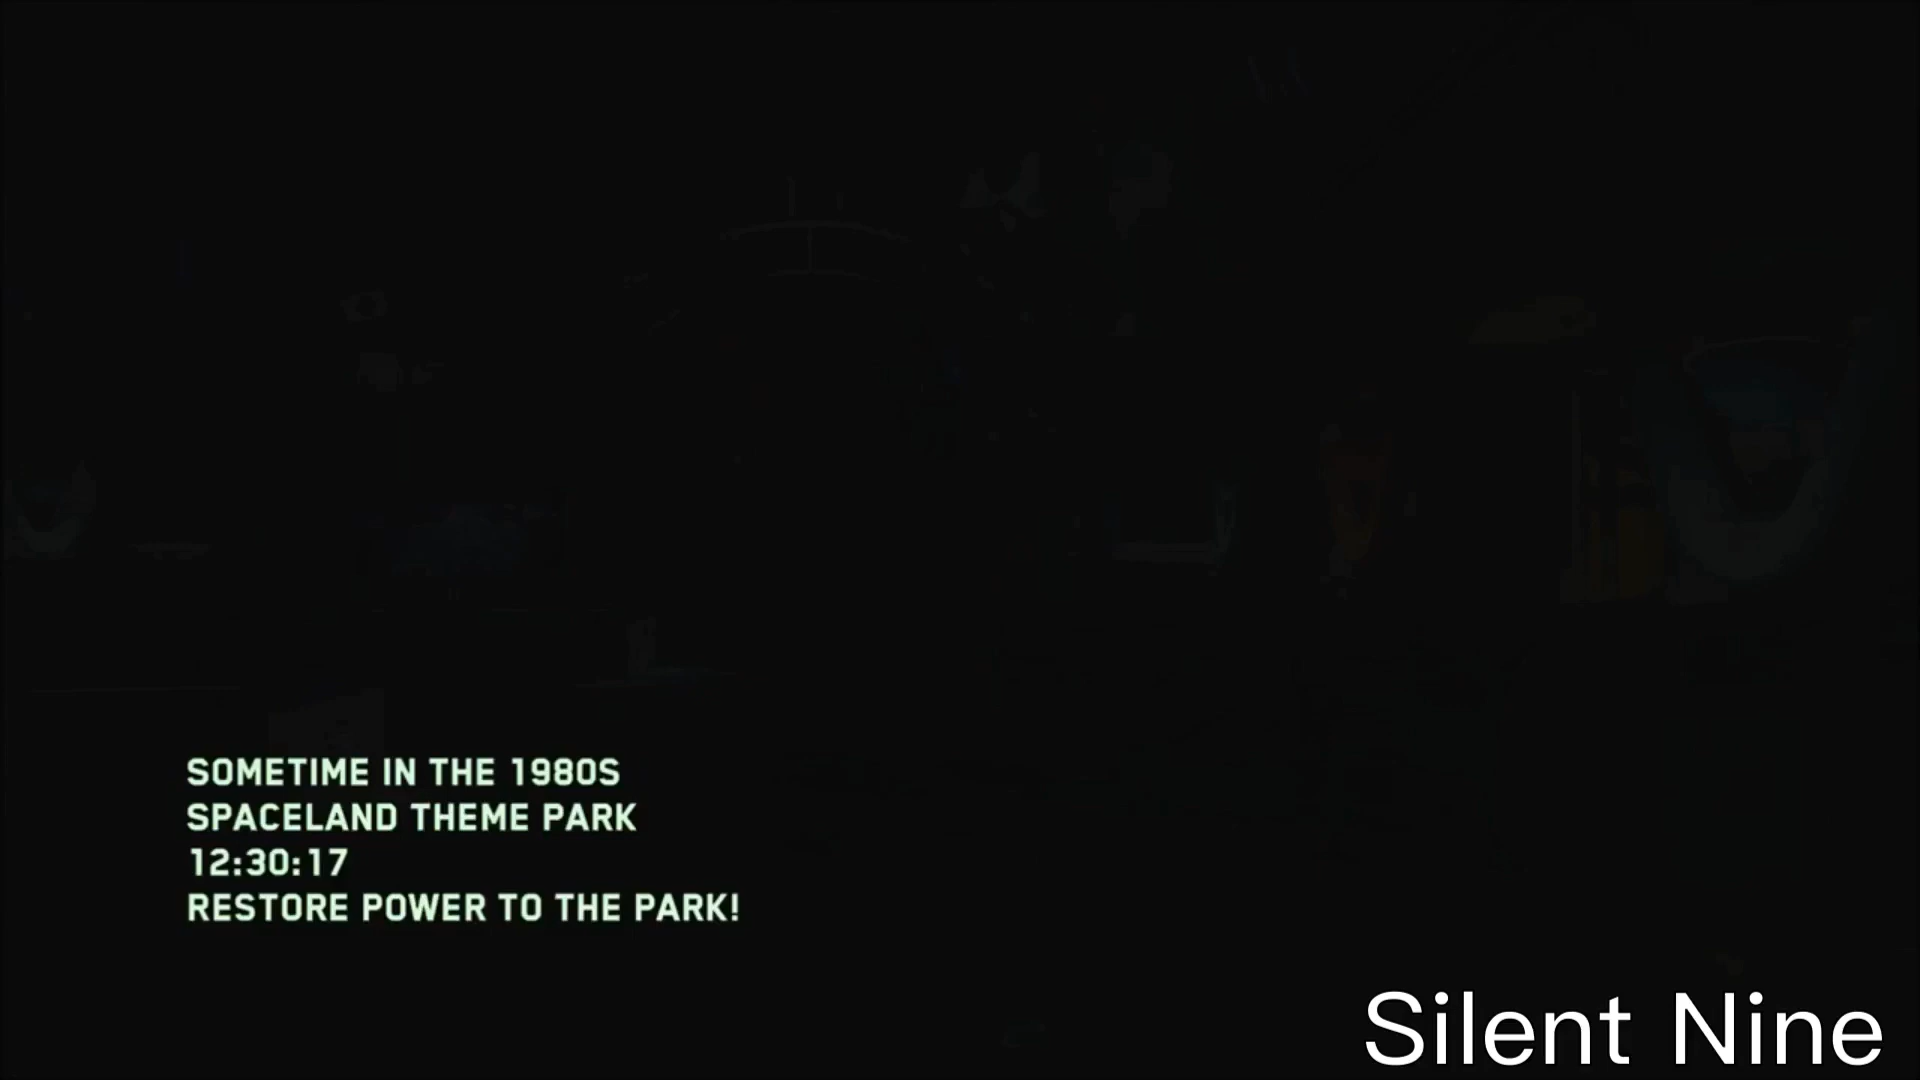 SOMETIME IN THE 1980S
SPACELAND THEME PARK
12:30:17
RESTORE POWER TO THE PARK!
Silent Nine